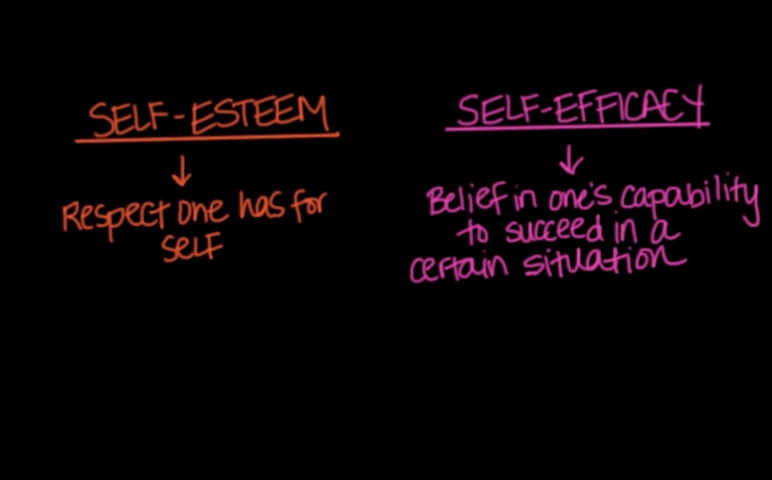 SELF-ESTEEM
↓
Respect one has for
self
SELF-EFFICACY
↓
Belief in one's capability
to succeed in a
certain situation